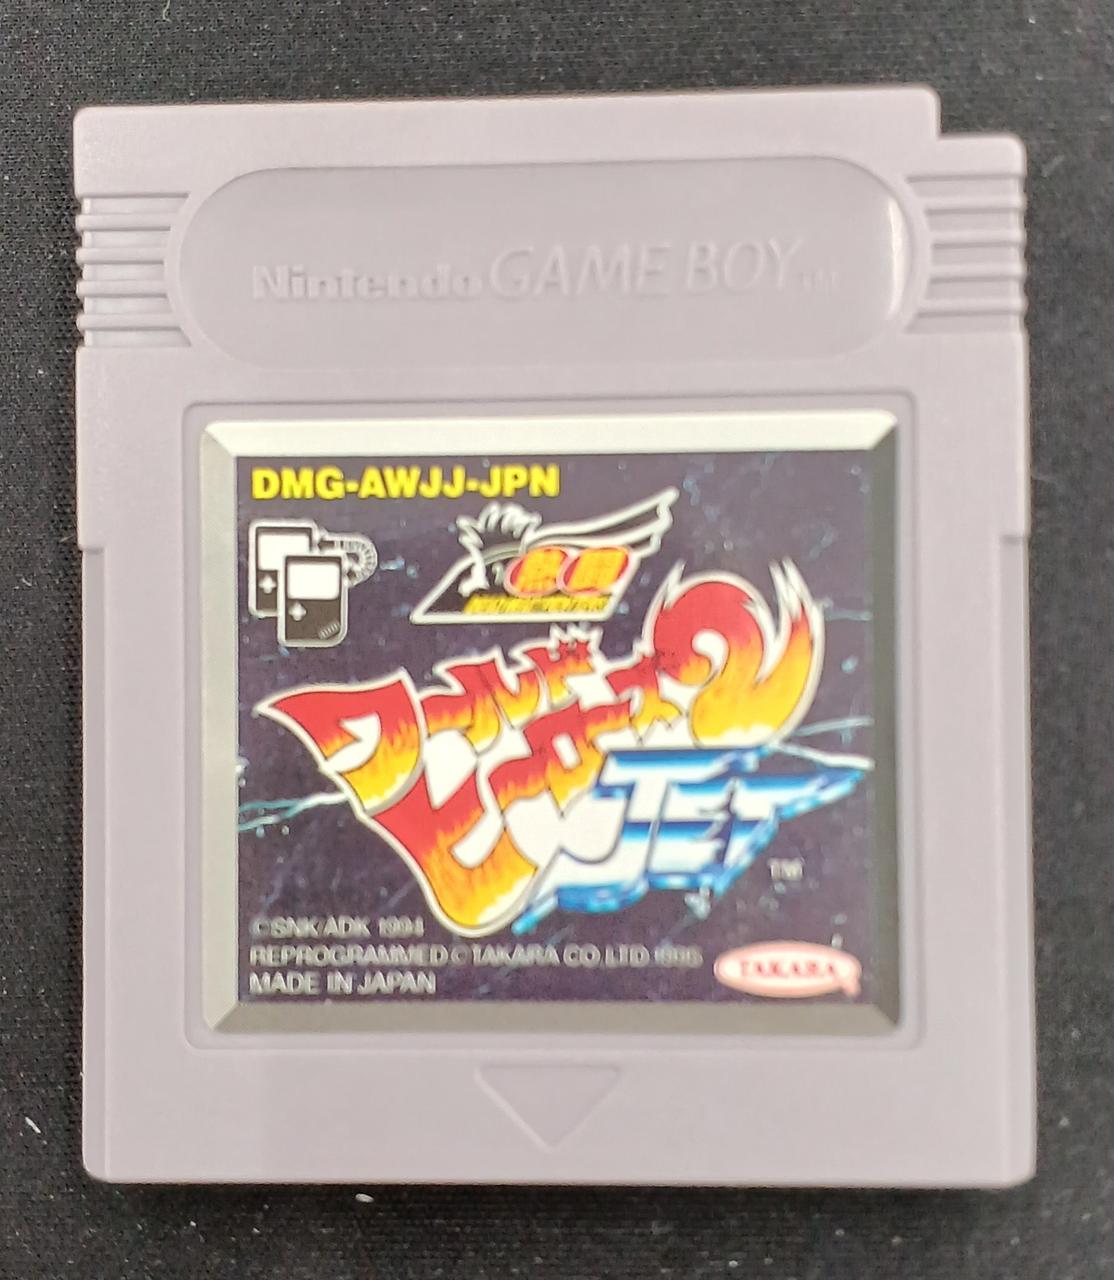 Nintendo GAME BOY TM
DMG-AWJJ-JPN
熱闘
ワールドヒーローズ2
JET
TM
©SNK/ADK 1994
REPROGRAMMED © TAKARA CO.,LTD.
MADE IN JAPAN
TAKARA